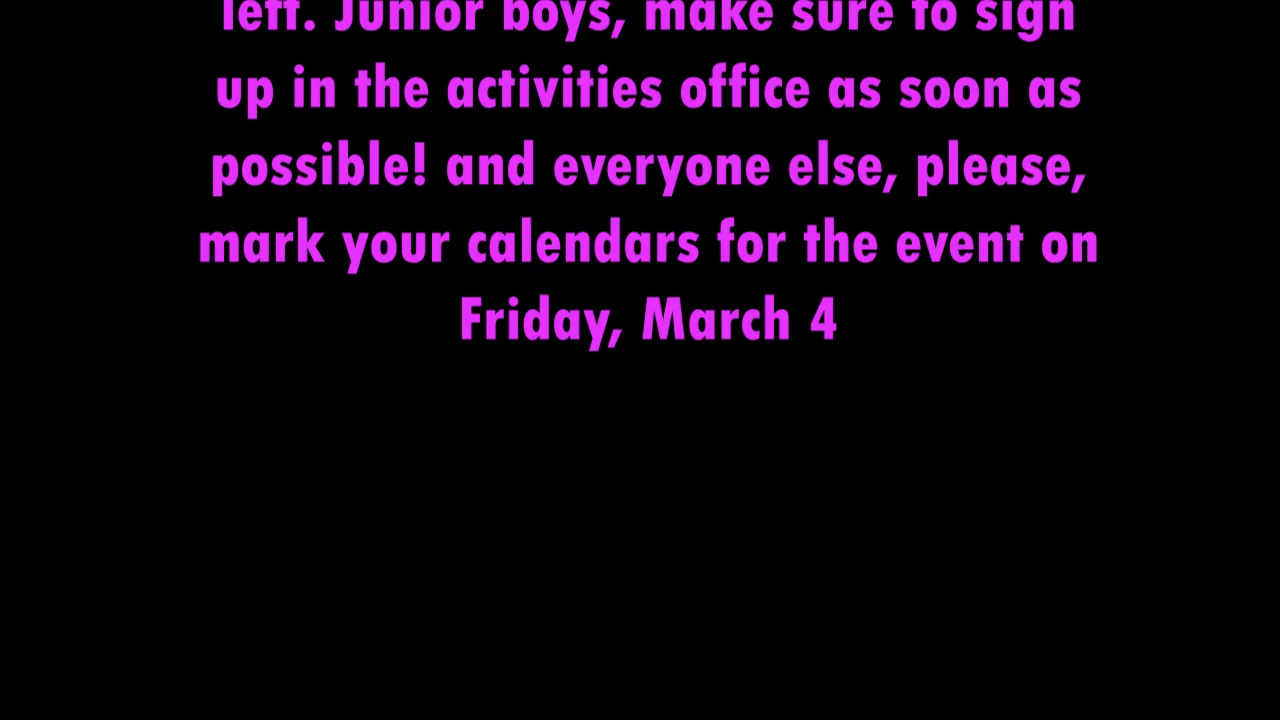 left. Junior boys, make sure to sign
up in the activities office as soon as
possible! and everyone else, please,
mark your calendars for the event on
Friday, March 4